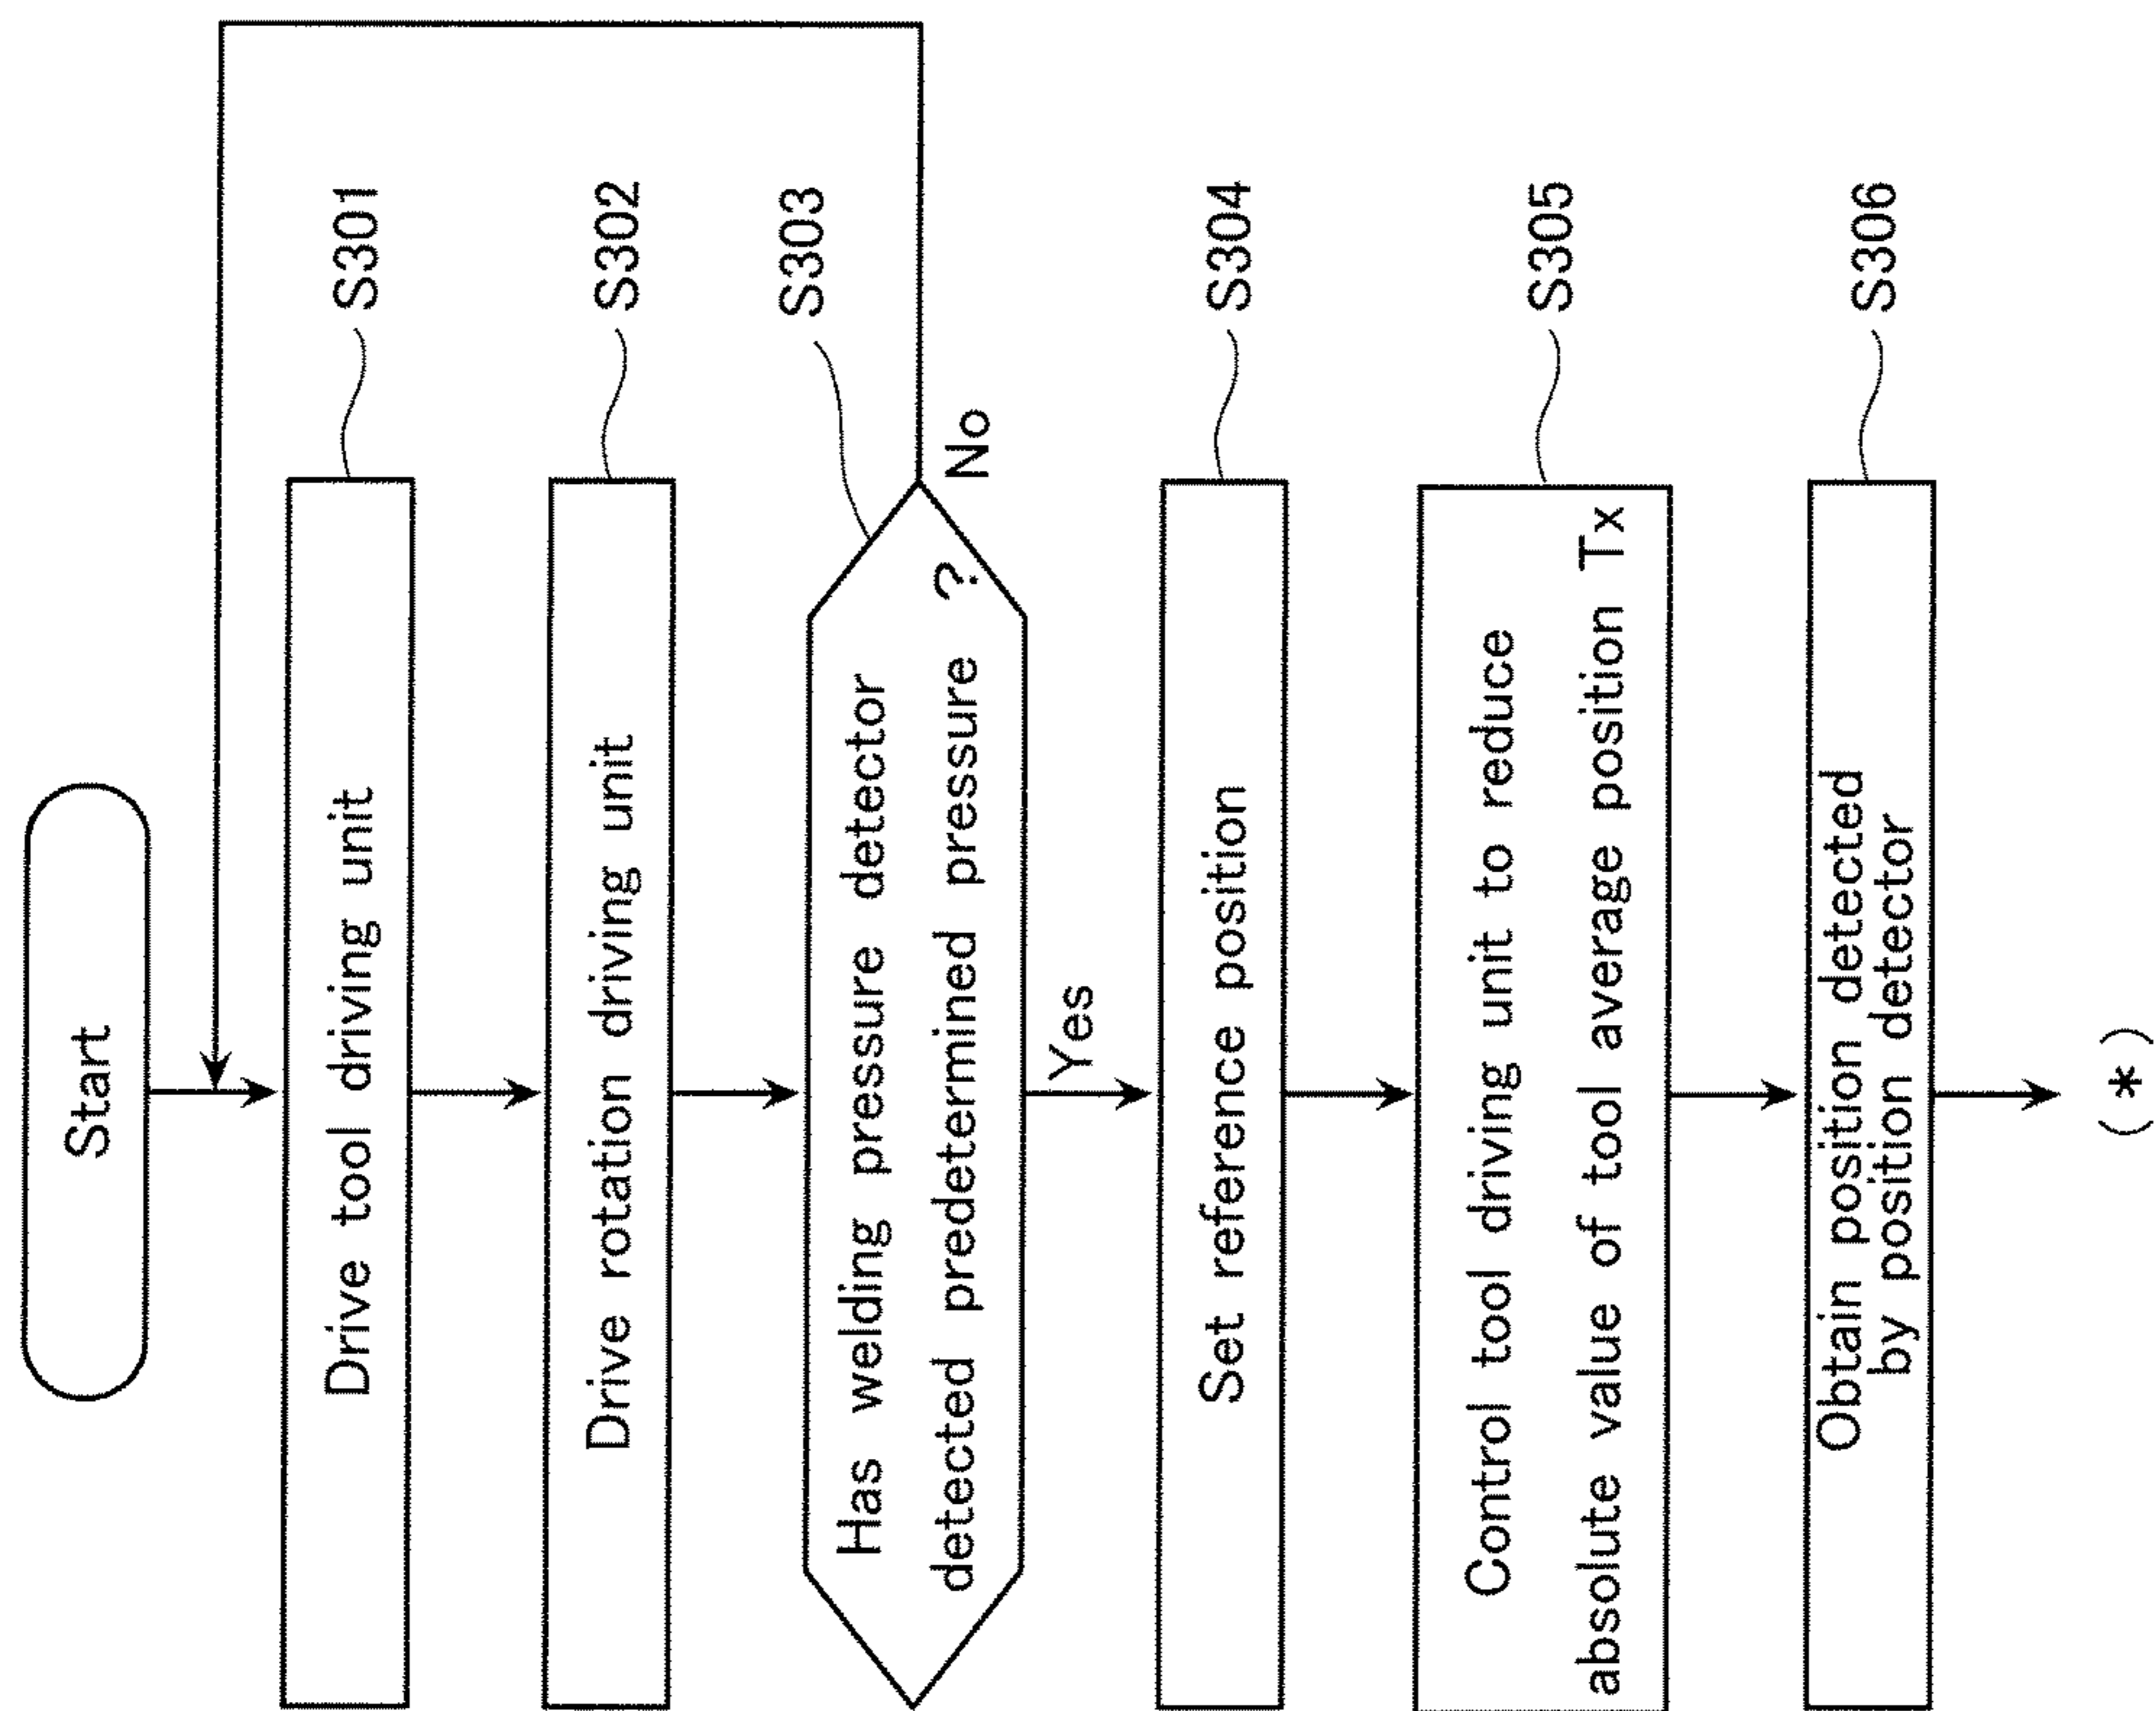 Start
Drive tool driving unit
S301
Drive rotation driving unit
S302
Has welding pressure detector
detected predetermined pressure ?
S303
No
Yes
Set reference position
S304
Control tool driving unit to reduce
absolute value of tool average position Tx
S305
Obtain position detected
by position detector
S306
(*)